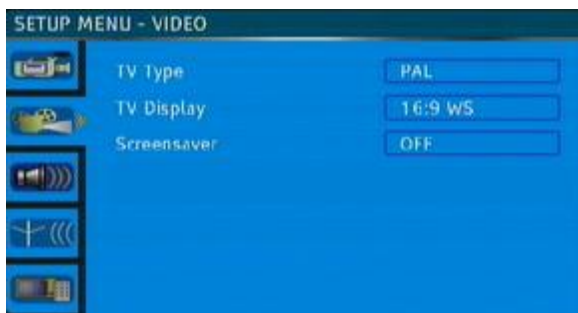 SETUP MENU - VIDEO
TV Type PAL
TV Display 16:9 WS
Screensaver OFF